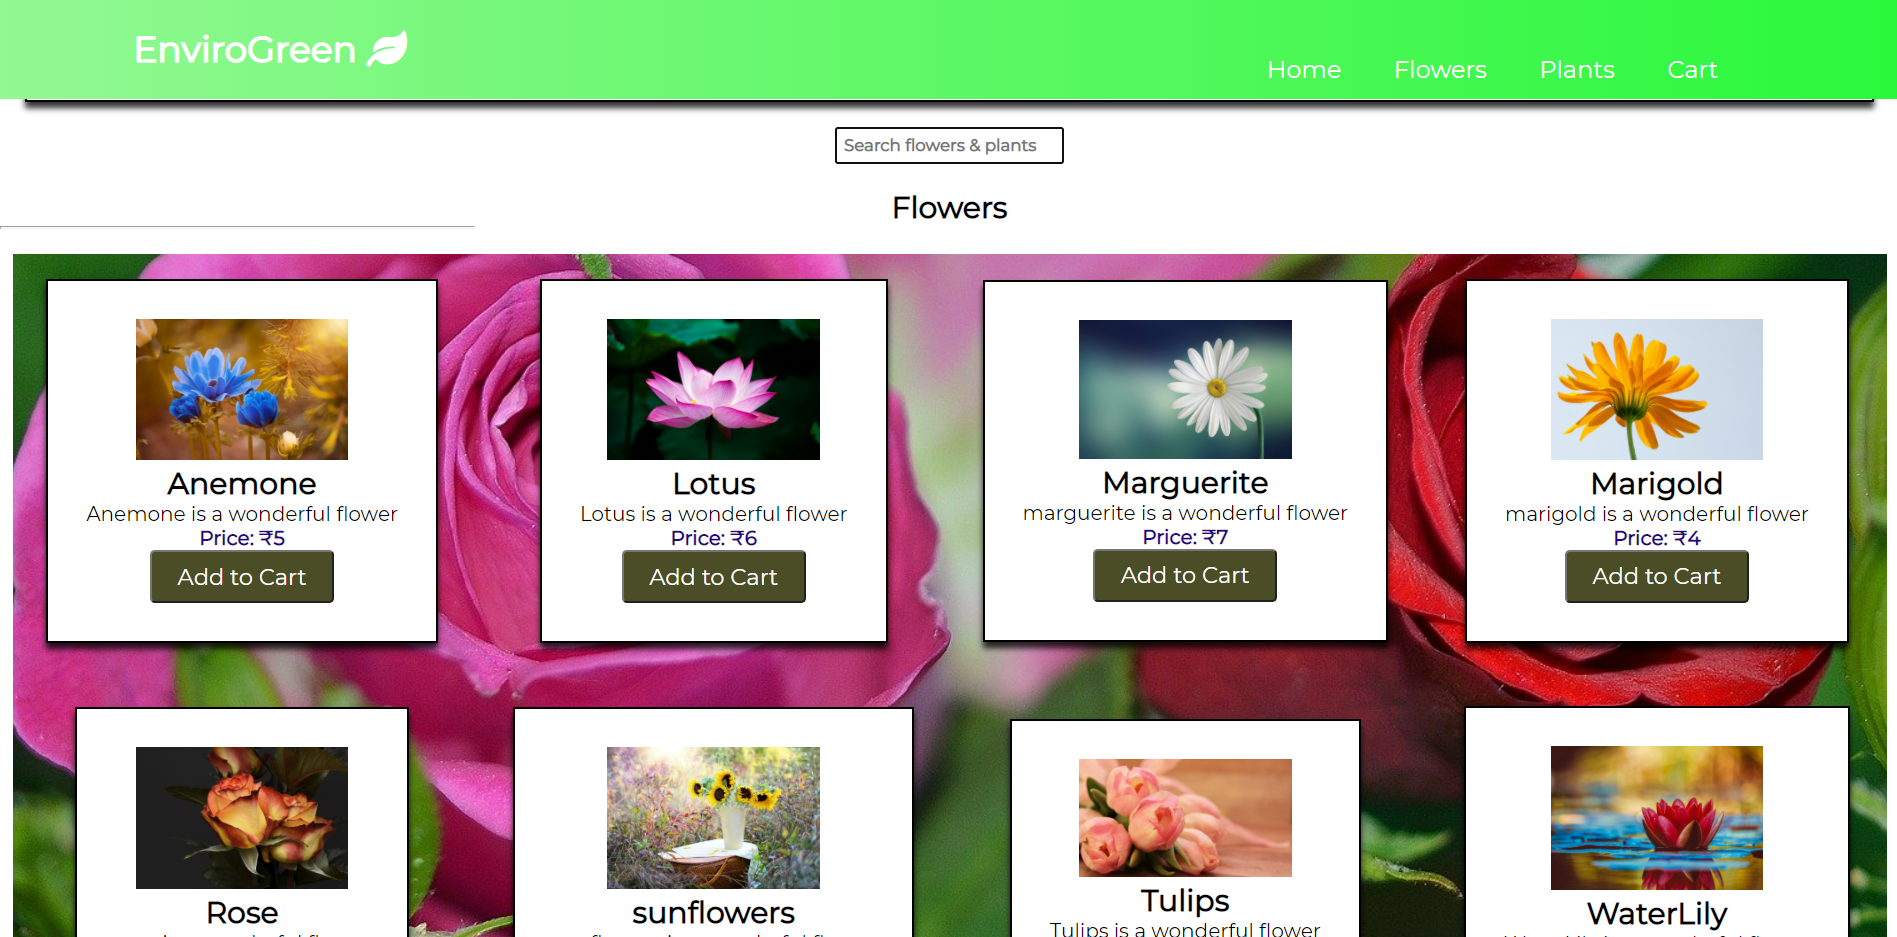 EnviroGreen
Home Flowers Plants Cart
Search flowers & plants
Flowers
Anemone
Anemone is a wonderful flower
Price: ₹5
Add to Cart
Lotus
Lotus is a wonderful flower
Price: ₹6
Add to Cart
Marguerite
marguerite is a wonderful flower
Price: ₹7
Add to Cart
Marigold
marigold is a wonderful flower
Price: ₹4
Add to Cart
Rose
sunflowers
Tulips
Tulips is a wonderful flower
WaterLily